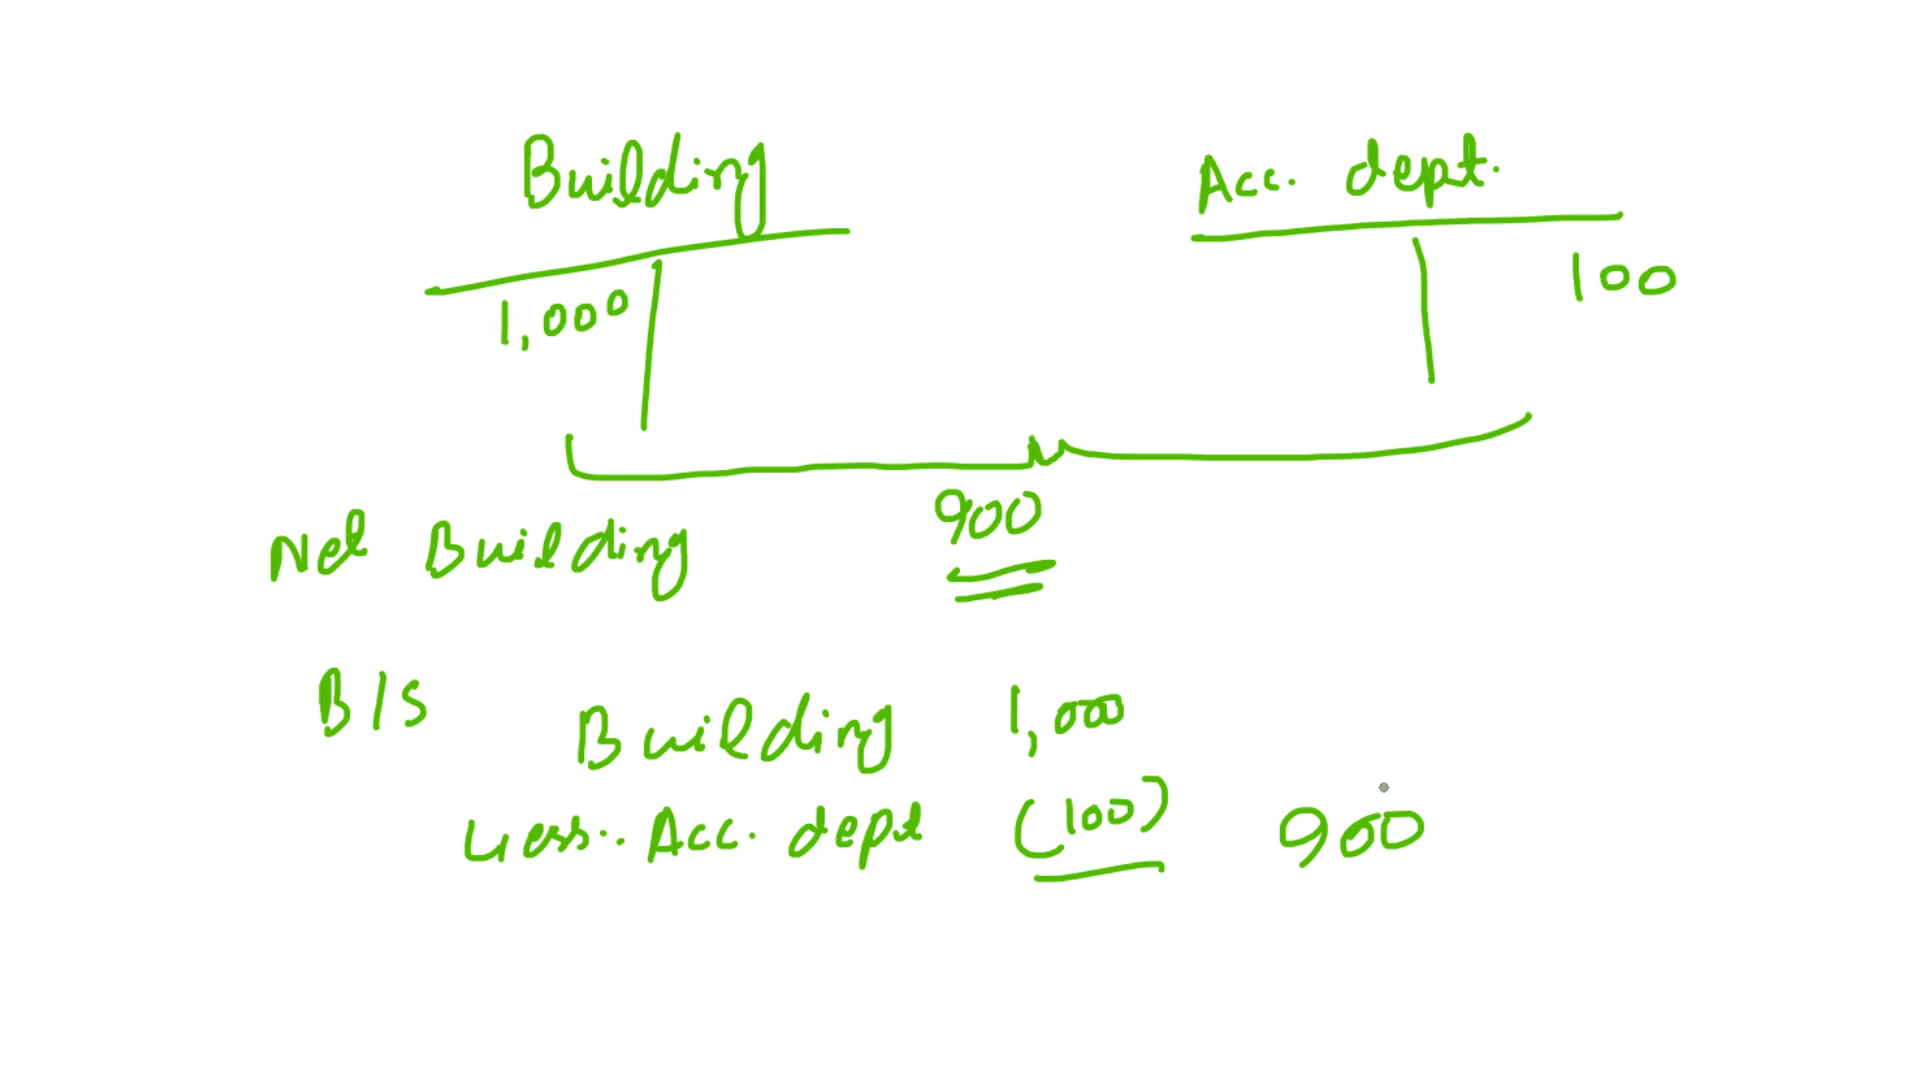 Building Acc. dept.
1,000 100
Net Building 900
B/S Building 1,000
Less:. Acc. dept (100) 900